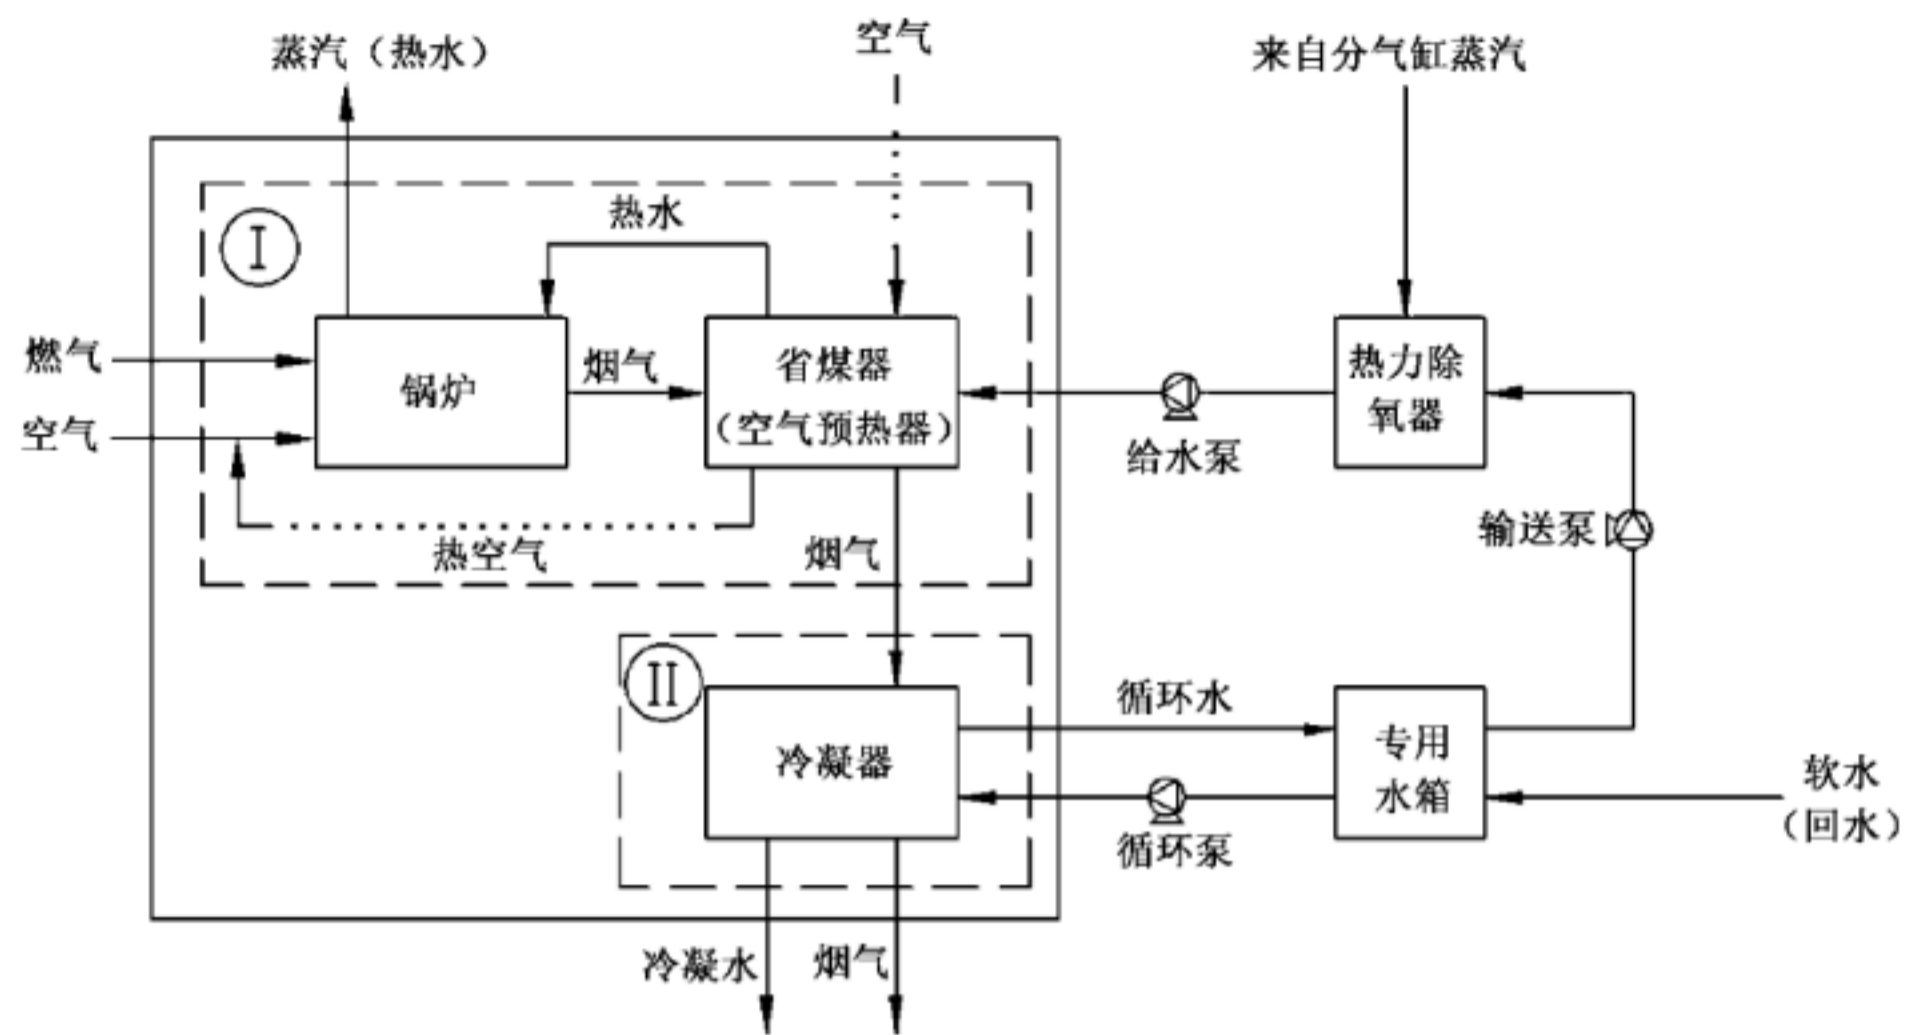 蒸汽（热水）
空气
来自分气缸蒸汽
热水
I
燃气
空气
锅炉
烟气
省煤器
（空气预热器）
热力除
氧器
给水泵
输送泵
热空气
烟气
II
冷凝器
循环水
循环泵
专用
水箱
软水
（回水）
冷凝水
烟气